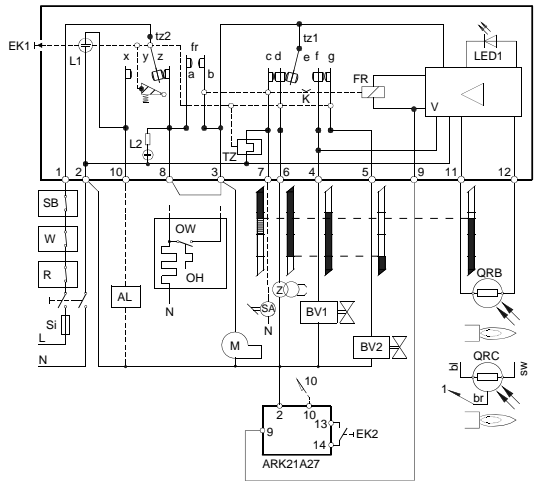 tz2
tz1
EK1
L1
fr
LED1
x
y
z
a
b
c
d
e
f
g
FR
K
V
L2
TZ
1
2
10
8
3
7
6
4
5
9
11
12
SB
W
R
OW
OH
AL
N
Z
SA
N
Si
L
N
M
BV1
BV2
QRB
QRC
bl
sw
1
br
10
2
10
9
13
14
EK2
ARK21A27